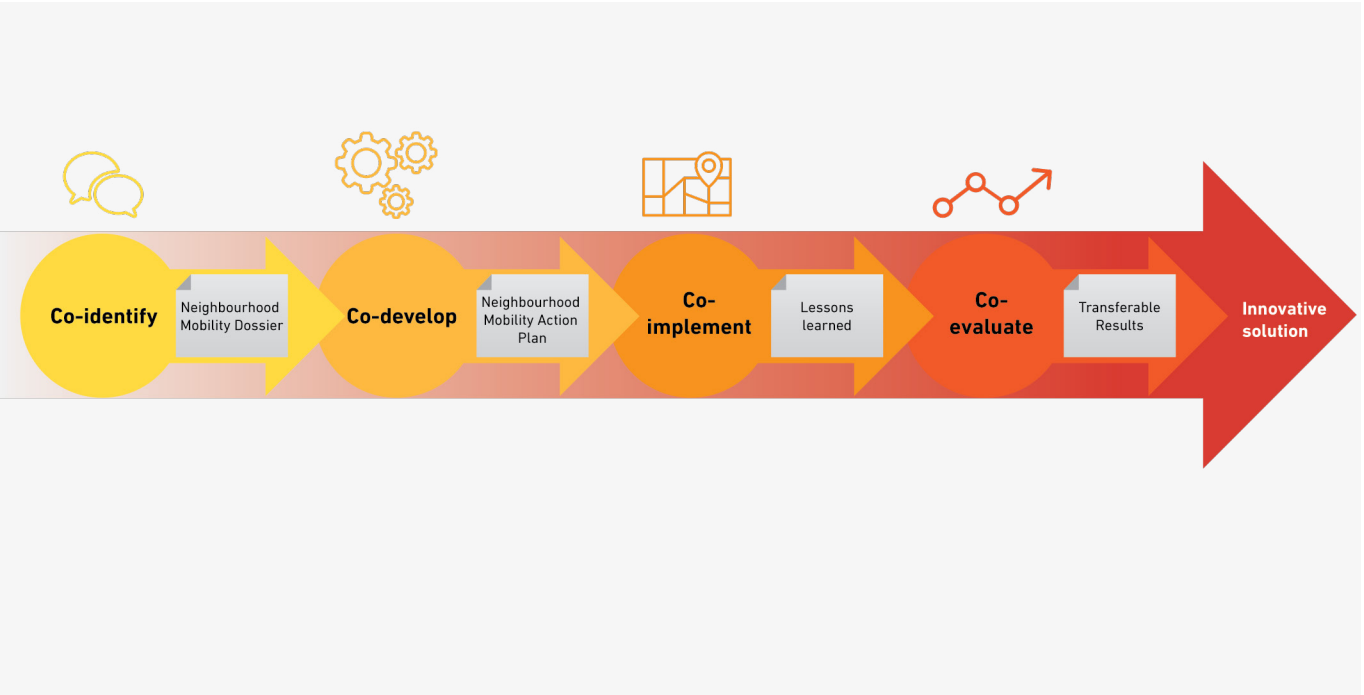 Co-identify
Neighbourhood
Mobility Dossier
Co-develop
Neighbourhood
Mobility Action
Plan
Co-
implement
Lessons
learned
Co-
evaluate
Transferable
Results
Innovative
solution